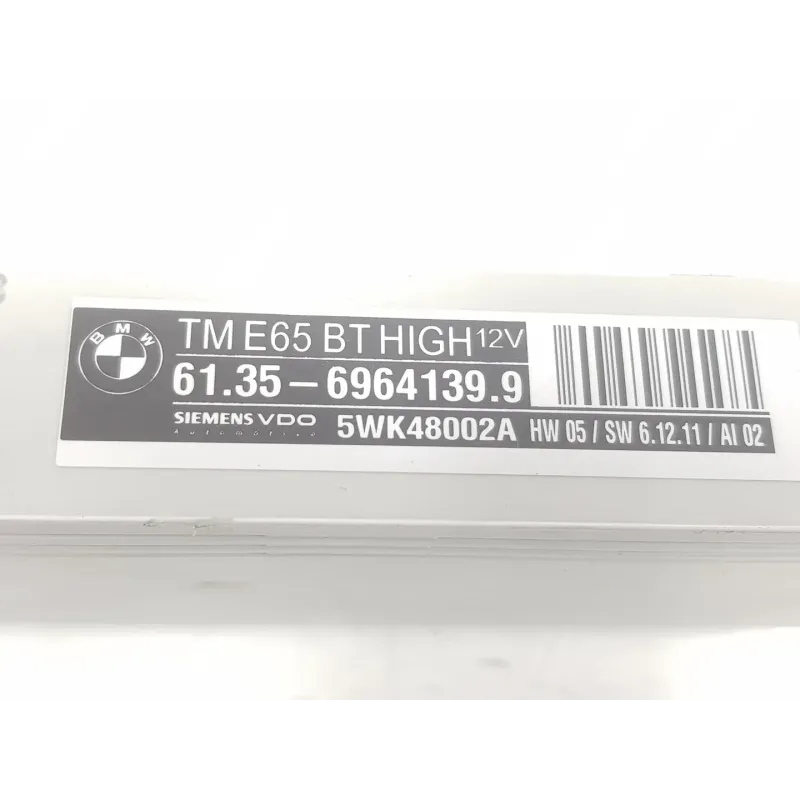 BMW
TM E65 BT HIGH 12V
61.35 – 6964139.9
SIEMENS VDO
Automotive
5WK48002A HW 05 / SW 6.12.11 / AI 02